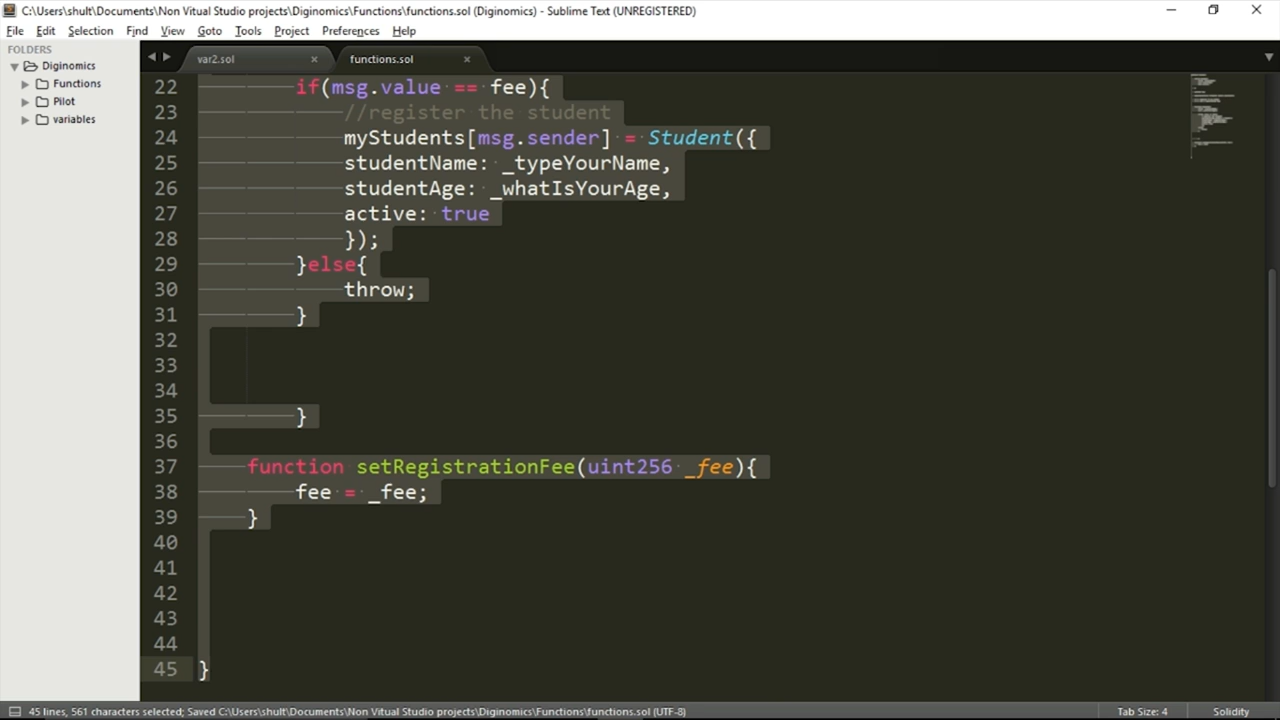 C:\Users\shult\Documents\Non Vitual Studio projects\Diginomics\Functions\functions.sol (Diginomics) - Sublime Text (UNREGISTERED)
File Edit Selection Find View Goto Tools Project Preferences Help
FOLDERS
Diginomics
Functions
Pilot
variables
var2.sol × functions.sol ×
22 if(msg.value == fee){
23 //register the student
24 myStudents[msg.sender] = Student({
25 studentName: _typeYourName,
26 studentAge: _whatIsYourAge,
27 active: true
28 });
29 }else{
30 throw;
31 }
32
33
34
35 }
36
37 function setRegistrationFee(uint256 _fee){
38 fee = _fee;
39 }
40
41
42
43
44
45 }
45 lines, 561 characters selected; Saved C:\Users\shult\Documents\Non Vitual Studio projects\Diginomics\Functions\functions.sol (UTF-8) Tab Size: 4 Solidity